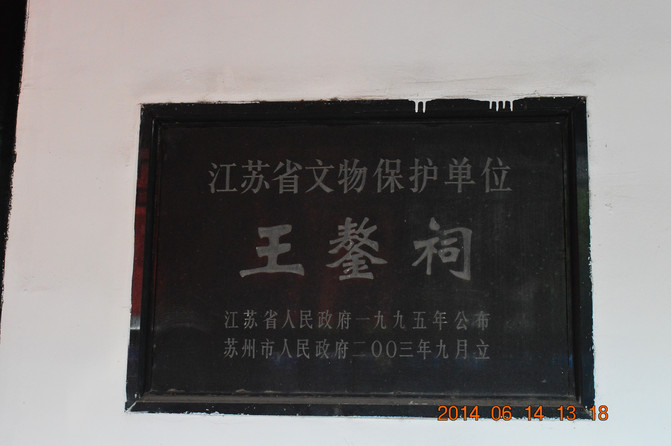 江苏省文物保护单位
王鏊祠
江苏省人民政府一九九五年公布
苏州市人民政府二〇〇三年九月立
2014 06 14 13 18